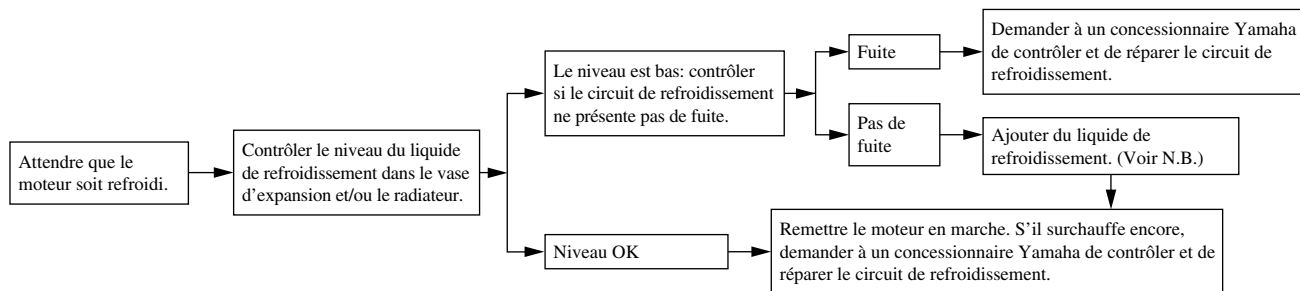 Attendre que le
moteur soit refroidi.
Contrôler le niveau du liquide
de refroidissement dans le vase
d'expansion et/ou le radiateur.
Le niveau est bas: contrôler
si le circuit de refroidissement
ne présente pas de fuite.
Fuite
Demander à un concessionnaire Yamaha
de contrôler et de réparer le circuit de
refroidissement.
Pas de
fuite
Ajouter du liquide de
refroidissement. (Voir N.B.)
Niveau OK
Remettre le moteur en marche. S'il surchauffe encore,
demander à un concessionnaire Yamaha de contrôler et de
réparer le circuit de refroidissement.